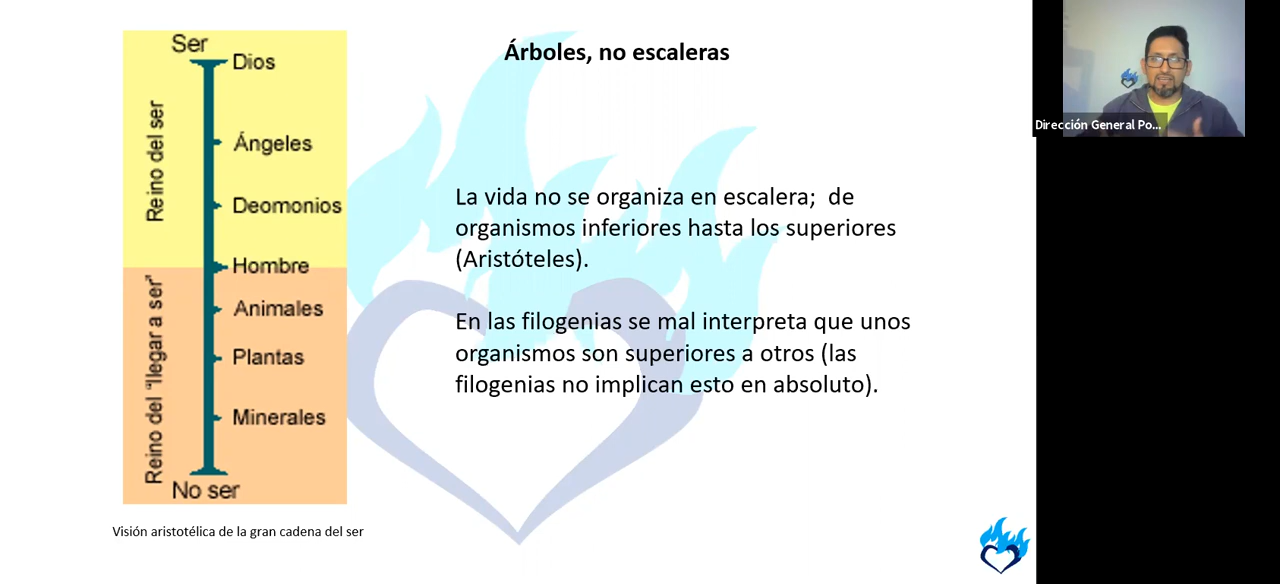 Árboles, no escaleras
Ser
Dios
Ángeles
Deomonios
Hombre
Animales
Plantas
Minerales
No ser
Reino del ser
Reino del "llegar a ser"
Visión aristotélica de la gran cadena del ser
La vida no se organiza en escalera; de
organismos inferiores hasta los superiores
(Aristóteles).
En las filogenias se mal interpreta que unos
organismos son superiores a otros (las
filogenias no implican esto en absoluto).
Dirección General Po...